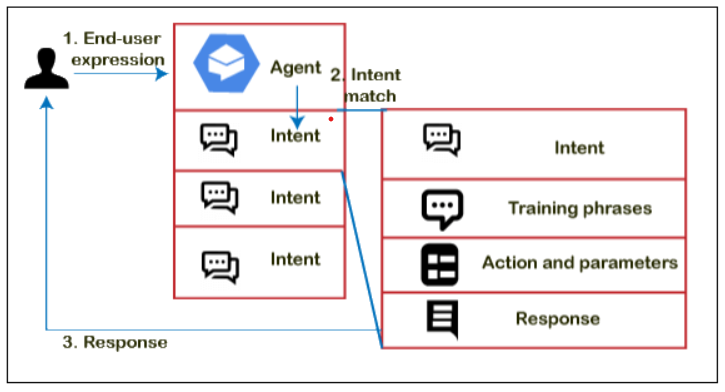 1. End-user
expression
Agent
2. Intent
match
Intent
Intent
Intent
Intent
Training phrases
Action and parameters
Response
3. Response